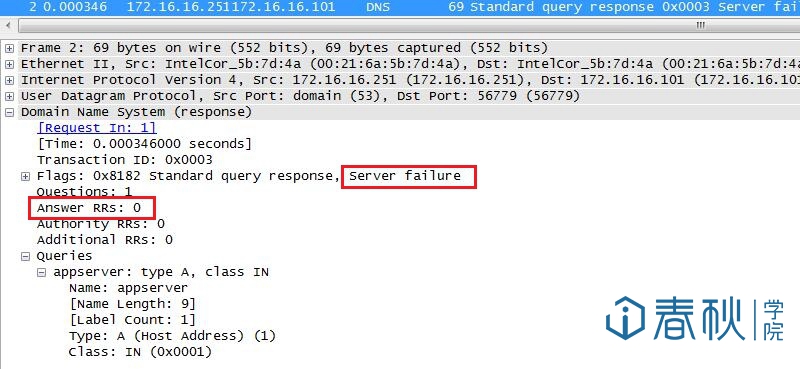 2 0.000346 172.16.16.251172.16.16.101 DNS 69 Standard query response 0x0003 Server fail
Frame 2: 69 bytes on wire (552 bits), 69 bytes captured (552 bits)
Ethernet II, Src: IntelCor_5b:7d:4a (00:21:6a:5b:7d:4a), Dst: IntelCor_5b:7d:4a (00:21:6a:5b:7d:4
Internet Protocol Version 4, Src: 172.16.16.251 (172.16.16.251), Dst: 172.16.16.101 (172.16.16.101
User Datagram Protocol, Src Port: domain (53), Dst Port: 56779 (56779)
Domain Name System (response)
[Request In: 1]
[Time: 0.000346000 seconds]
Transaction ID: 0x0003
Flags: 0x8182 Standard query response, Server failure
Questions: 1
Answer RRs: 0
Authority RRs: 0
Additional RRs: 0
Queries
appserver: type A, class IN
Name: appserver
[Name Length: 9]
[Label Count: 1]
Type: A (Host Address) (1)
Class: IN (0x0001)
春秋 学院